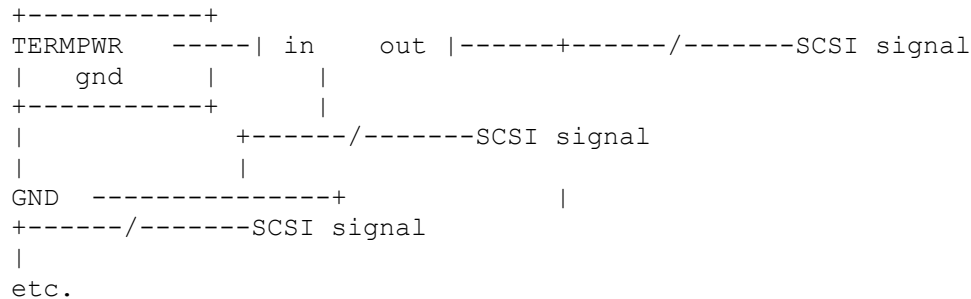 +-----------+
TERMPWR   -----| in    out |------+------/-------SCSI signal
|   gnd     |      |
+-----------+      |
|            +------/-------SCSI signal
|            |
GND  ---------------+            |
+------/-------SCSI signal
|
etc.